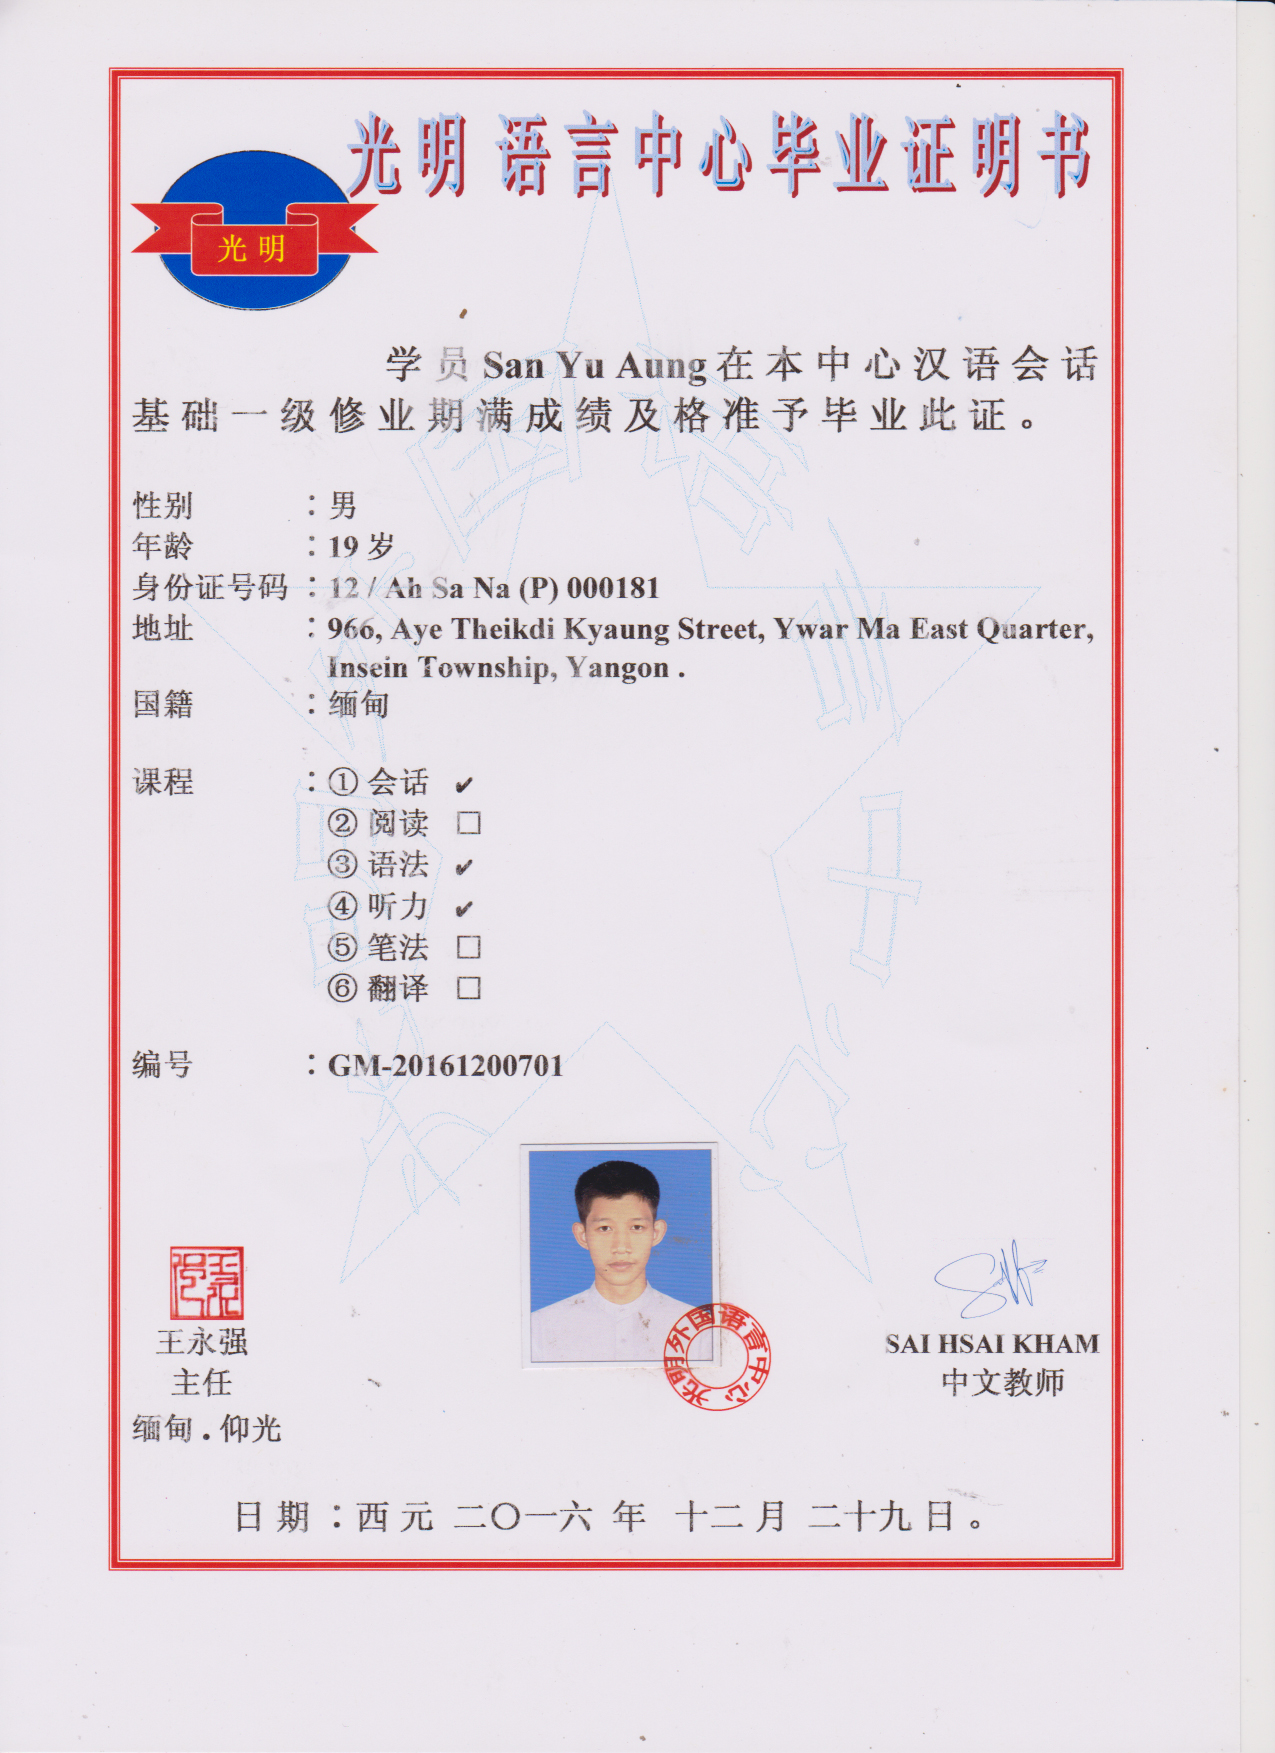 光明 语言中心毕业证明书
光明
学员San Yu Aung在本中心汉语会话
基础一级修业期满成绩及格准予毕业此证。
性别 : 男
年龄 : 19 岁
身份证号码 : 12 / Ah Sa Na (P) 000181
地址 : 966, Aye Theikdi Kyaung Street, Ywar Ma East Quarter,
Insein Township, Yangon .
国籍 : 缅甸
课程 : ① 会话 ✔
② 阅读 □
③ 语法 ✔
④ 听力 ✔
⑤ 笔法 □
⑥ 翻译 □
编号 : GM-20161200701
光明外国语言中心
王永强
主任
缅甸 . 仰光
SAI HSAI KHAM
中文教师
日期 : 西元 二〇一六 年 十二月 二十九日。